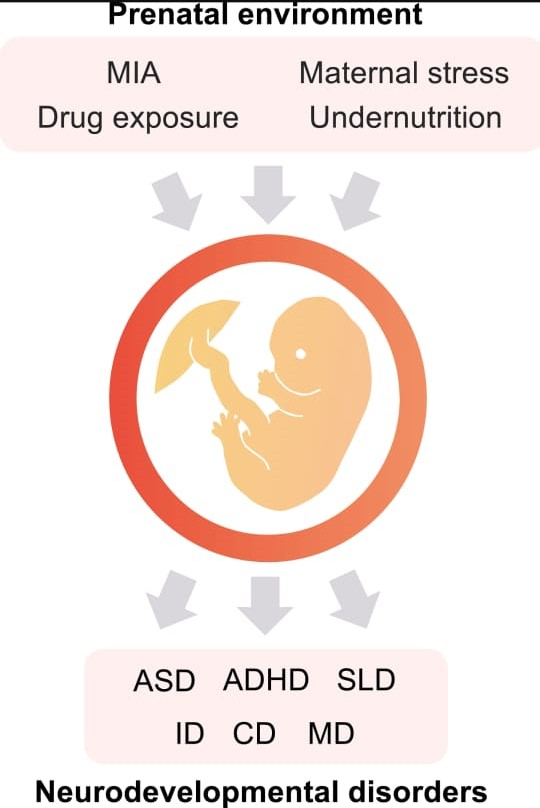 Prenatal environment
MIA Maternal stress
Drug exposure Undernutrition
ASD ADHD SLD
ID CD MD
Neurodevelopmental disorders